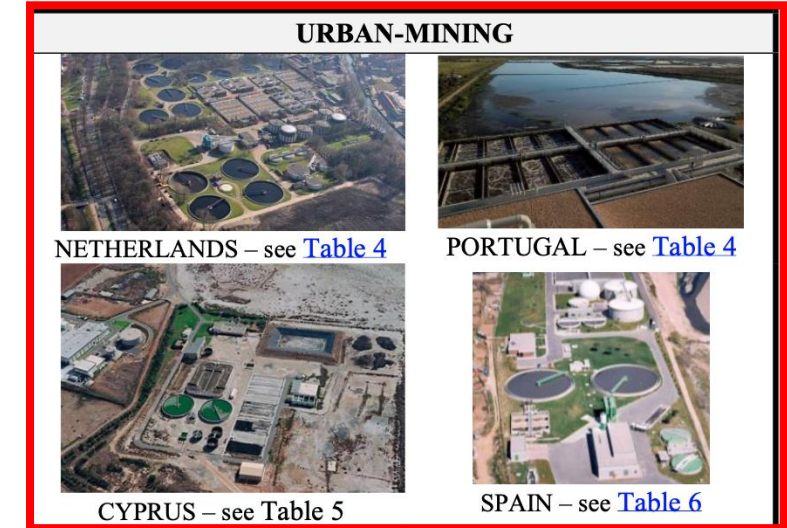 URBAN-MINING
NETHERLANDS – see Table 4
PORTUGAL – see Table 4
CYPRUS – see Table 5
SPAIN – see Table 6